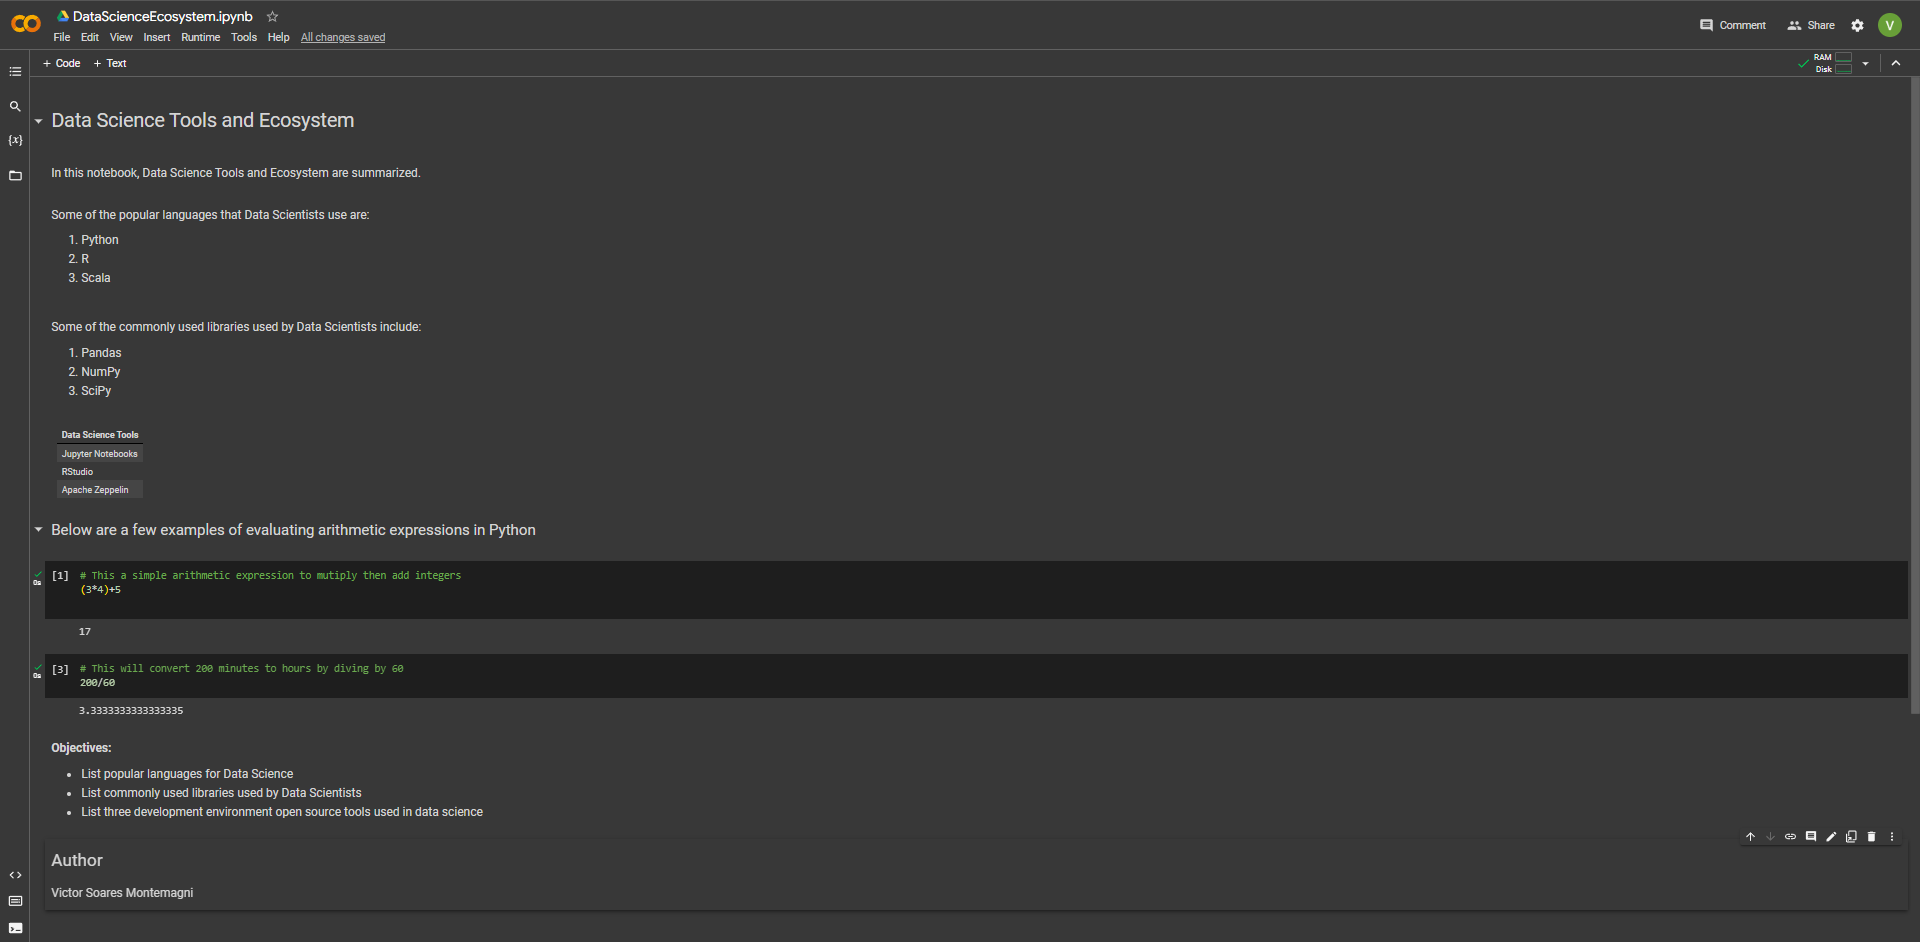 DataScienceEcosystem.ipynb
File Edit View Insert Runtime Tools Help All changes saved
Comment Share V
+ Code + Text
RAM
Disk
{x}
Data Science Tools and Ecosystem
In this notebook, Data Science Tools and Ecosystem are summarized.
Some of the popular languages that Data Scientists use are:
1. Python
2. R
3. Scala
Some of the commonly used libraries used by Data Scientists include:
1. Pandas
2. NumPy
3. SciPy
Data Science Tools
Jupyter Notebooks
RStudio
Apache Zeppelin
Below are a few examples of evaluating arithmetic expressions in Python
[1] # This a simple arithmetic expression to mutiply then add integers
0s (3*4)+5
17
[3] # This will convert 200 minutes to hours by diving by 60
0s 200/60
3.3333333333333335
Objectives:
• List popular languages for Data Science
• List commonly used libraries used by Data Scientists
• List three development environment open source tools used in data science
Author
Victor Soares Montemagni